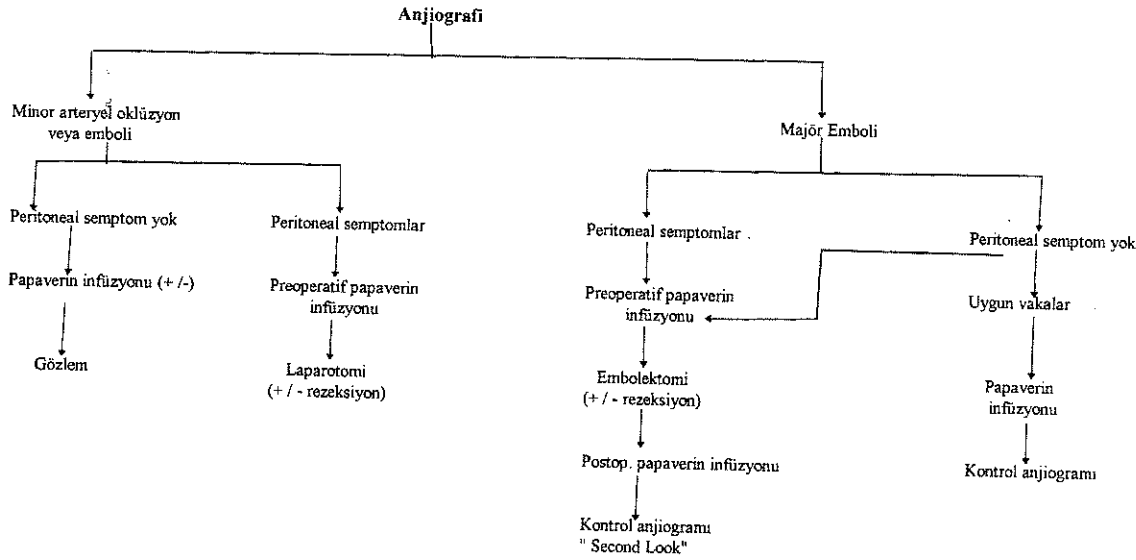 Anjiografi
Minor arteryel oklüzyon
veya emboli
Majör Emboli
Peritoneal semptom yok
Peritoneal semptomlar
Peritoneal semptomlar
Peritoneal semptom yok
Papaverin infüzyonu (+ /-)
Preoperatif papaverin
infüzyonu
Preoperatif papaverin
infüzyonu
Uygun vakalar
Gözlem
Laparotomi
(+ / - rezeksiyon)
Embolektomi
(+ / - rezeksiyon)
Papaverin
infüzyonu
Postop. papaverin infüzyonu
Kontrol anjiogramı
Kontrol anjiogramı
" Second Look"